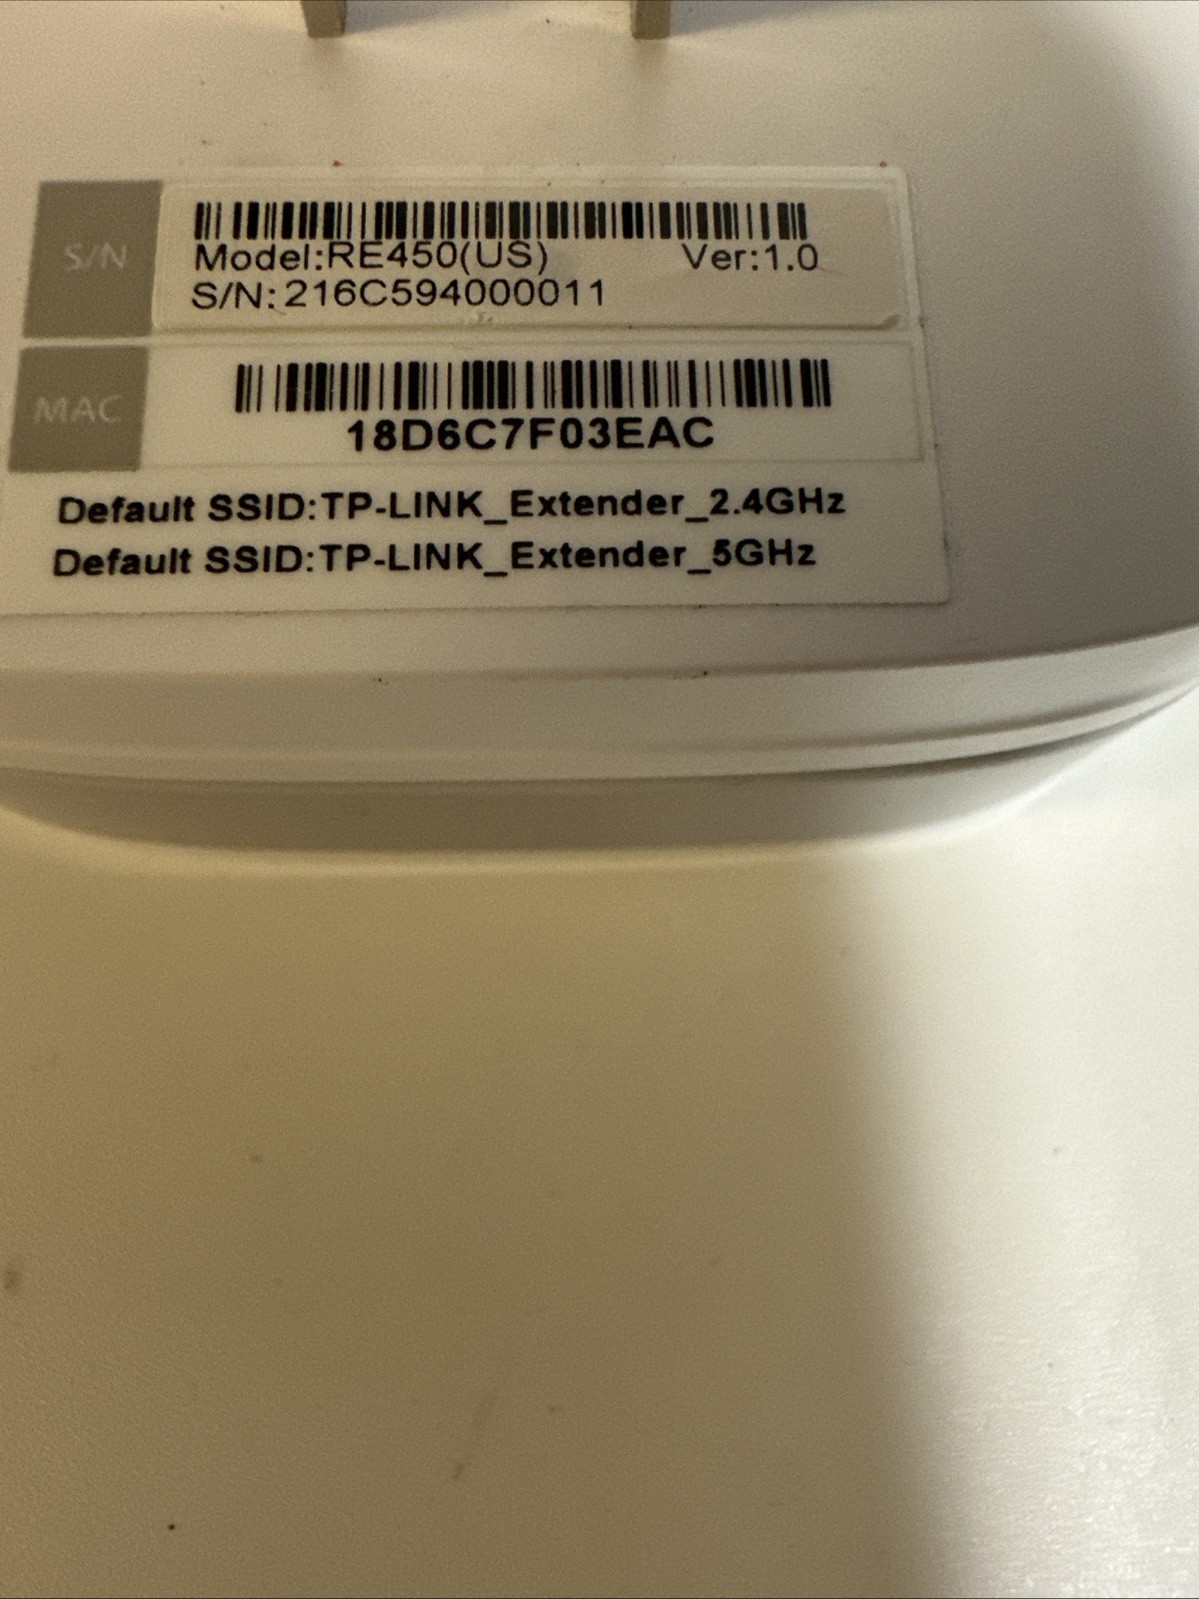 S/N
Model:RE450(US) Ver:1.0
S/N:216C594000011
MAC
18D6C7F03EAC
Default SSID:TP-LINK_Extender_2.4GHz
Default SSID:TP-LINK_Extender_5GHz